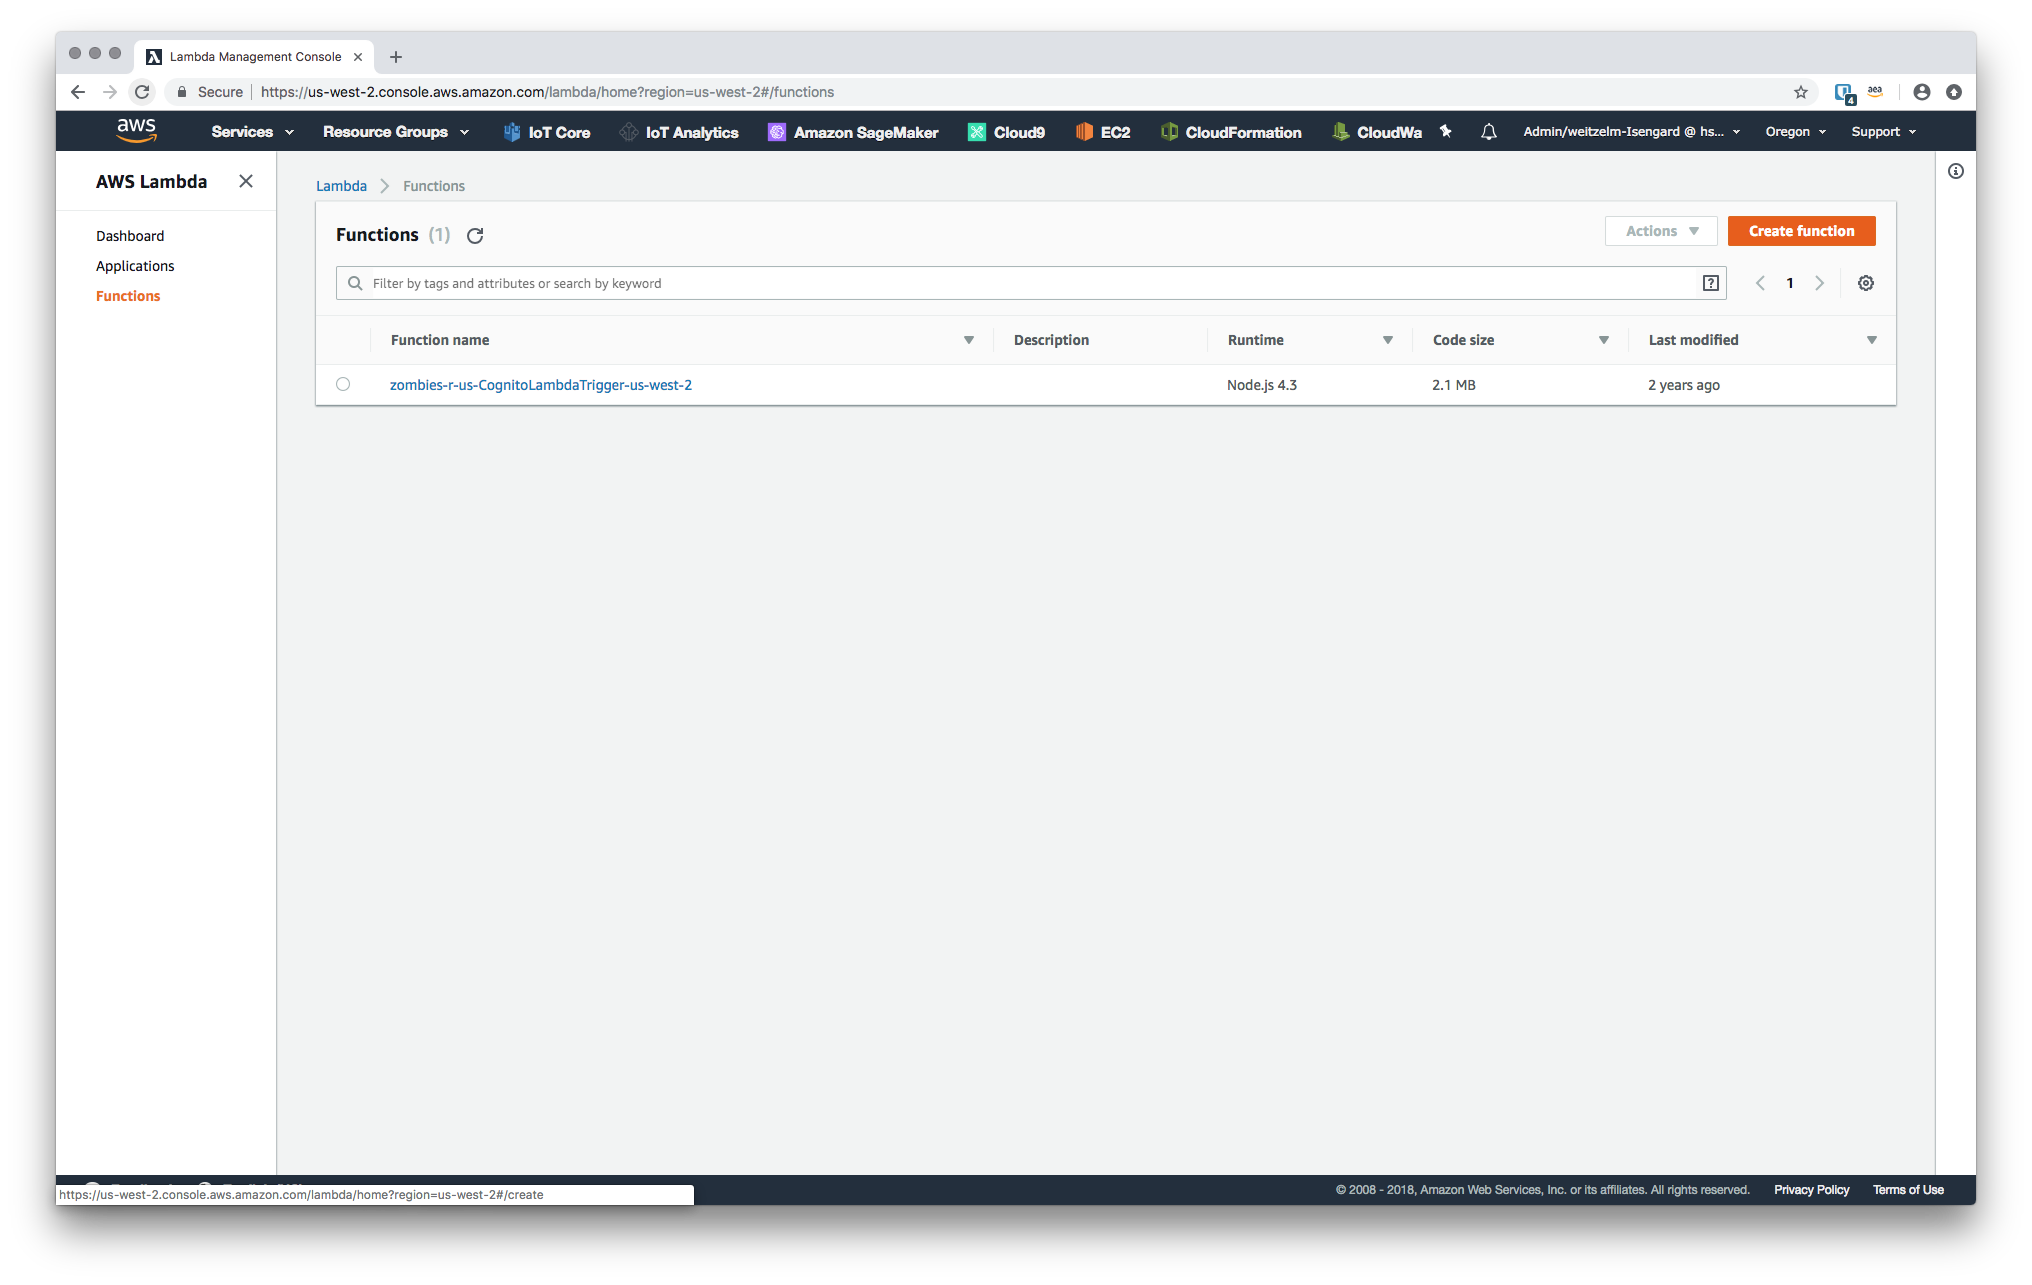 Lambda Management Console
Secure https://us-west-2.console.aws.amazon.com/lambda/home?region=us-west-2#/functions
4 aea
aws Services Resource Groups IoT Core IoT Analytics Amazon SageMaker Cloud9 EC2 CloudFormation CloudWa Admin/weitzelm-Isengard @ hs... Oregon Support
AWS Lambda
Dashboard
Applications
Functions
Lambda > Functions
Functions (1)
Actions Create function
Filter by tags and attributes or search by keyword
1
Function name Description Runtime Code size Last modified
zombies-r-us-CognitoLambdaTrigger-us-west-2 Node.js 4.3 2.1 MB 2 years ago
https://us-west-2.console.aws.amazon.com/lambda/home?region=us-west-2#/create
© 2008 - 2018, Amazon Web Services, Inc. or its affiliates. All rights reserved. Privacy Policy Terms of Use